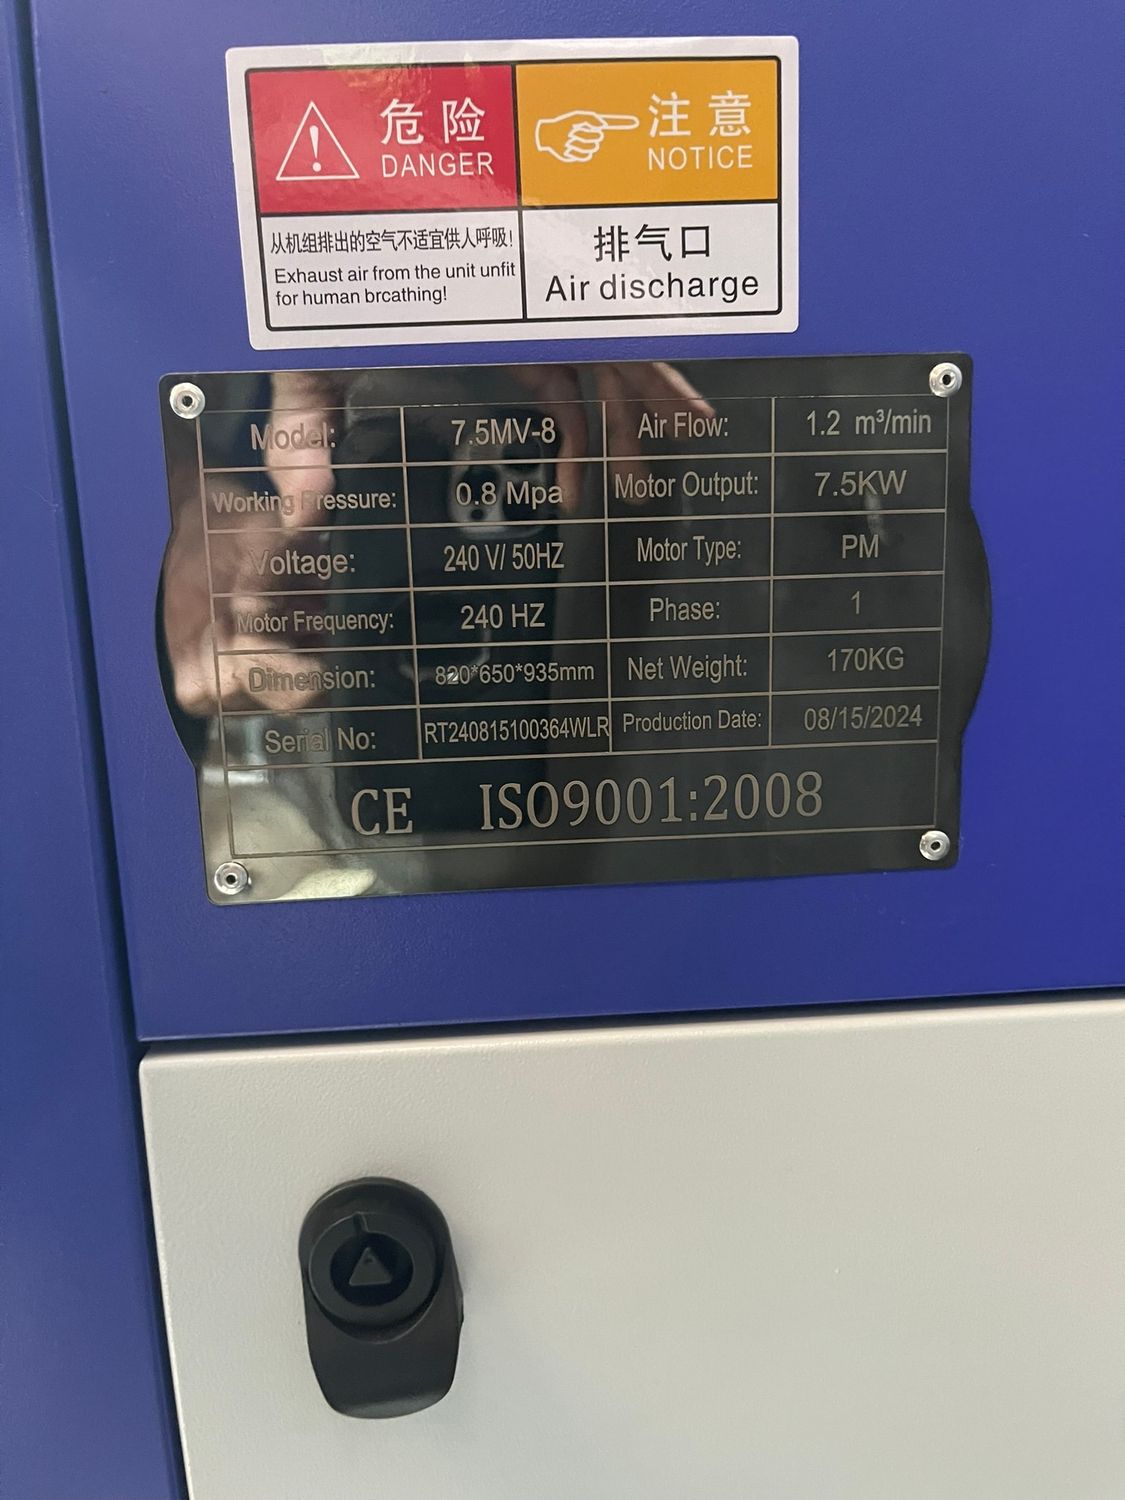 危险
DANGER
注意
NOTICE
从机组排出的空气不适宜供人呼吸!
Exhaust air from the unit unfit
for human brcathing!
排气口
Air discharge
Model: 7.5MV-8 Air Flow: 1.2 m³/min
Working Pressure: 0.8 Mpa Motor Output: 7.5KW
Voltage: 240 V/ 50HZ Motor Type: PM
Motor Frequency: 240 HZ Phase: 1
Dimension: 820*650*935mm Net Weight: 170KG
Serial No: RT240815100364WLR Production Date: 08/15/2024
CE ISO9001:2008